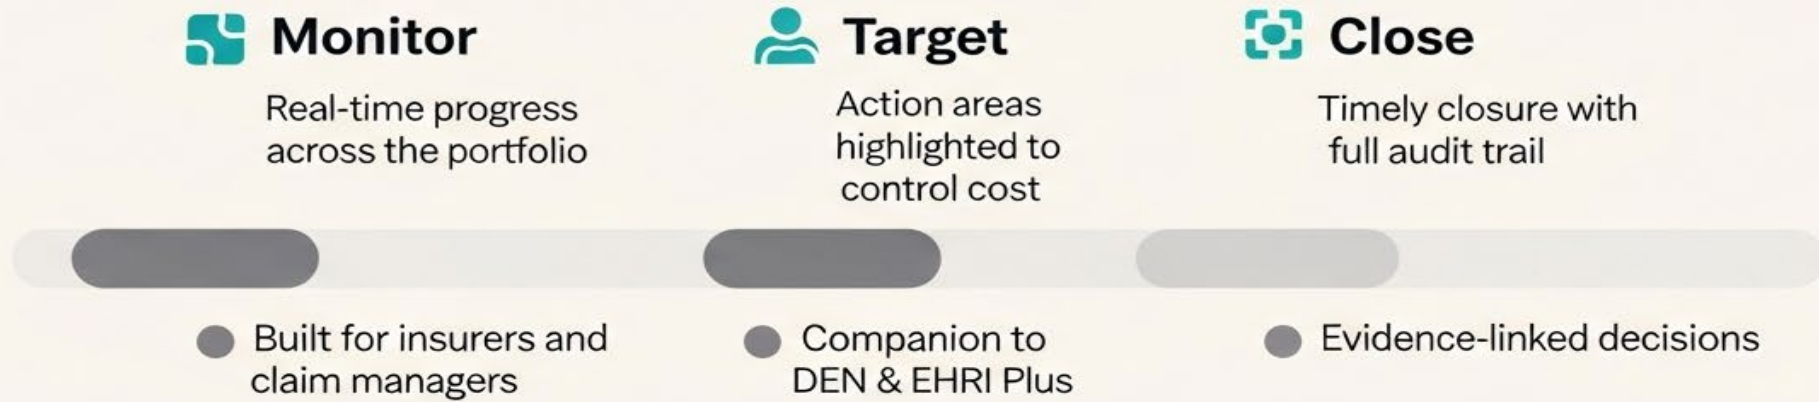 Monitor
Real-time progress
across the portfolio
Target
Action areas
highlighted to
control cost
Close
Timely closure with
full audit trail
Built for insurers and
claim managers
Companion to
DEN & EHRI Plus
Evidence-linked decisions